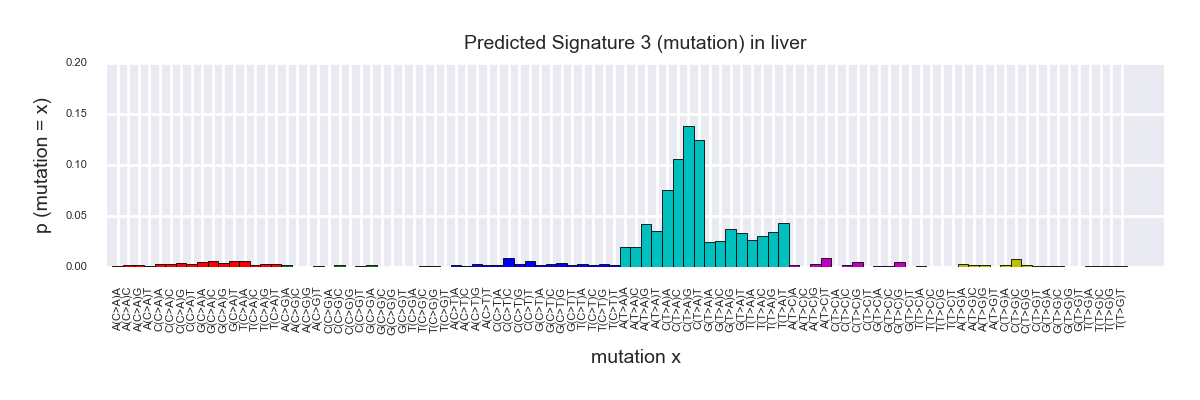 Predicted Signature 3 (mutation) in liver
p (mutation = x)
0.20
0.15
0.10
0.05
0.00
A(C>A)A
A(C>A)C
A(C>A)G
A(C>A)T
C(C>A)A
C(C>A)C
C(C>A)G
C(C>A)T
G(C>A)A
G(C>A)C
G(C>A)G
G(C>A)T
T(C>A)A
T(C>A)C
T(C>A)G
T(C>A)T
A(C>G)A
A(C>G)C
A(C>G)G
A(C>G)T
C(C>G)A
C(C>G)C
C(C>G)G
C(C>G)T
G(C>G)A
G(C>G)C
G(C>G)G
G(C>G)T
T(C>G)A
T(C>G)C
T(C>G)G
T(C>G)T
A(C>T)A
A(C>T)C
A(C>T)G
A(C>T)T
C(C>T)A
C(C>T)C
C(C>T)G
C(C>T)T
G(C>T)A
G(C>T)C
G(C>T)G
G(C>T)T
T(C>T)A
T(C>T)C
T(C>T)G
T(C>T)T
A(T>A)A
A(T>A)C
A(T>A)G
A(T>A)T
C(T>A)A
C(T>A)C
C(T>A)G
C(T>A)T
G(T>A)A
G(T>A)C
G(T>A)G
G(T>A)T
T(T>A)A
T(T>A)C
T(T>A)G
T(T>A)T
A(T>C)A
A(T>C)C
A(T>C)G
A(T>C)T
C(T>C)A
C(T>C)C
C(T>C)G
C(T>C)T
G(T>C)A
G(T>C)C
G(T>C)G
G(T>C)T
T(T>C)A
T(T>C)C
T(T>C)G
T(T>C)T
A(T>G)A
A(T>G)C
A(T>G)G
A(T>G)T
C(T>G)A
C(T>G)C
C(T>G)G
C(T>G)T
G(T>G)A
G(T>G)C
G(T>G)G
G(T>G)T
T(T>G)A
T(T>G)C
T(T>G)G
T(T>G)T
mutation x